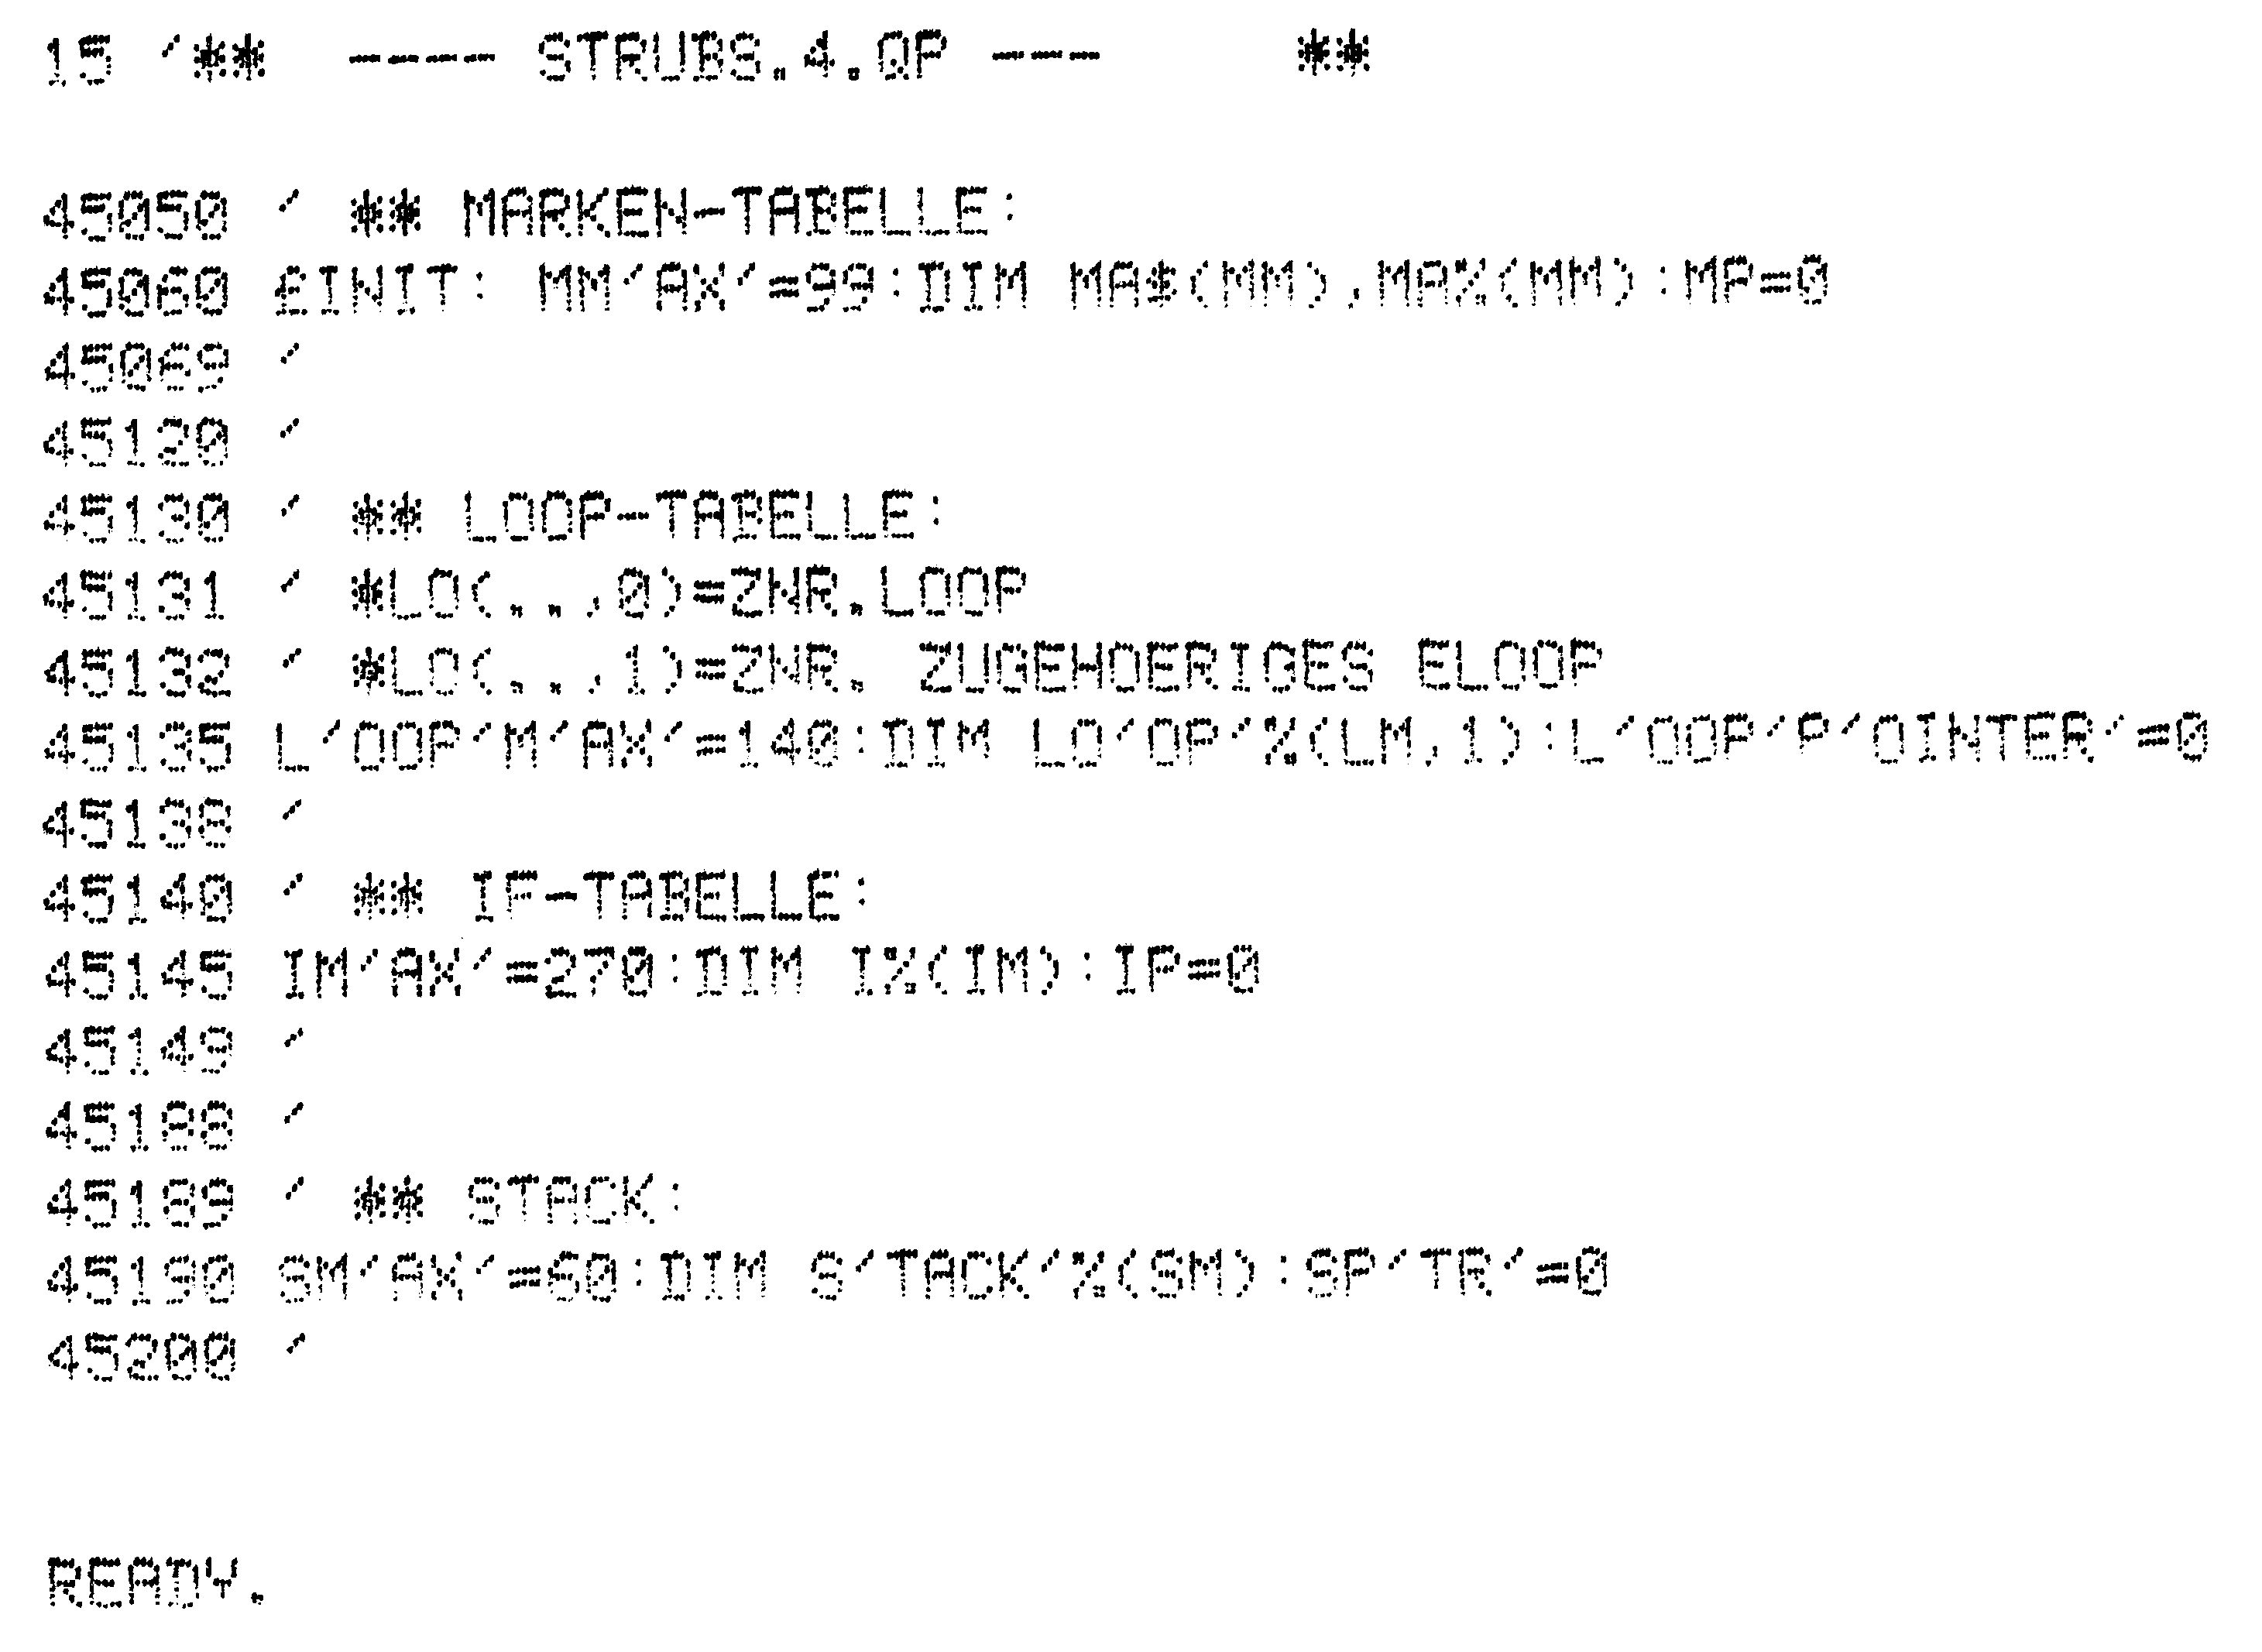 15 '**  ---- STRUBS.4.QP ---     **
45050 ' ** MARKEN-TABELLE:
45060 £INIT: MM'AX'=99:DIM MA$(MM),MA%(MM):MP=0
45069 '
45120 '
45130 ' ** LOOP-TABELLE:
45131 ' *LO(.,,0)=ZNR.LOOP
45132 ' *LO(.,,1)=ZNR. ZUGEHOERIGES ELOOP
45135 L'OOP'M'AX'=140:DIM LO'OP'%(LM,1):L'OOP'P'OINTER'=0
45138 '
45140 ' ** IF-TABELLE:
45145 IM'AX'=270:DIM I%(IM):IP=0
45149 '
45188 '
45189 ' ** STACK:
45190 SM'AX'=60:DIM S'TACK'%(SM):SP'TR'=0
45200 '
READY.